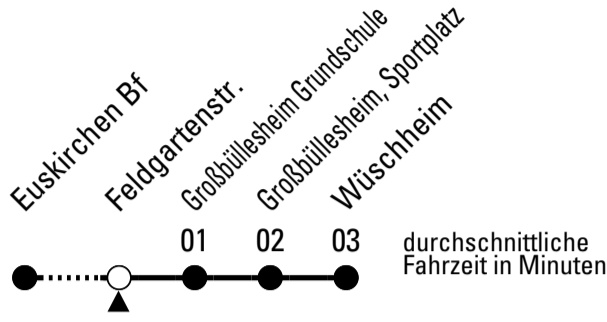 Euskirchen Bf
Feldgartenstr.
Großbüllesheim Grundschule
Großbüllesheim, Sportplatz
Wüschheim
01 02 03
durchschnittliche
Fahrzeit in Minuten